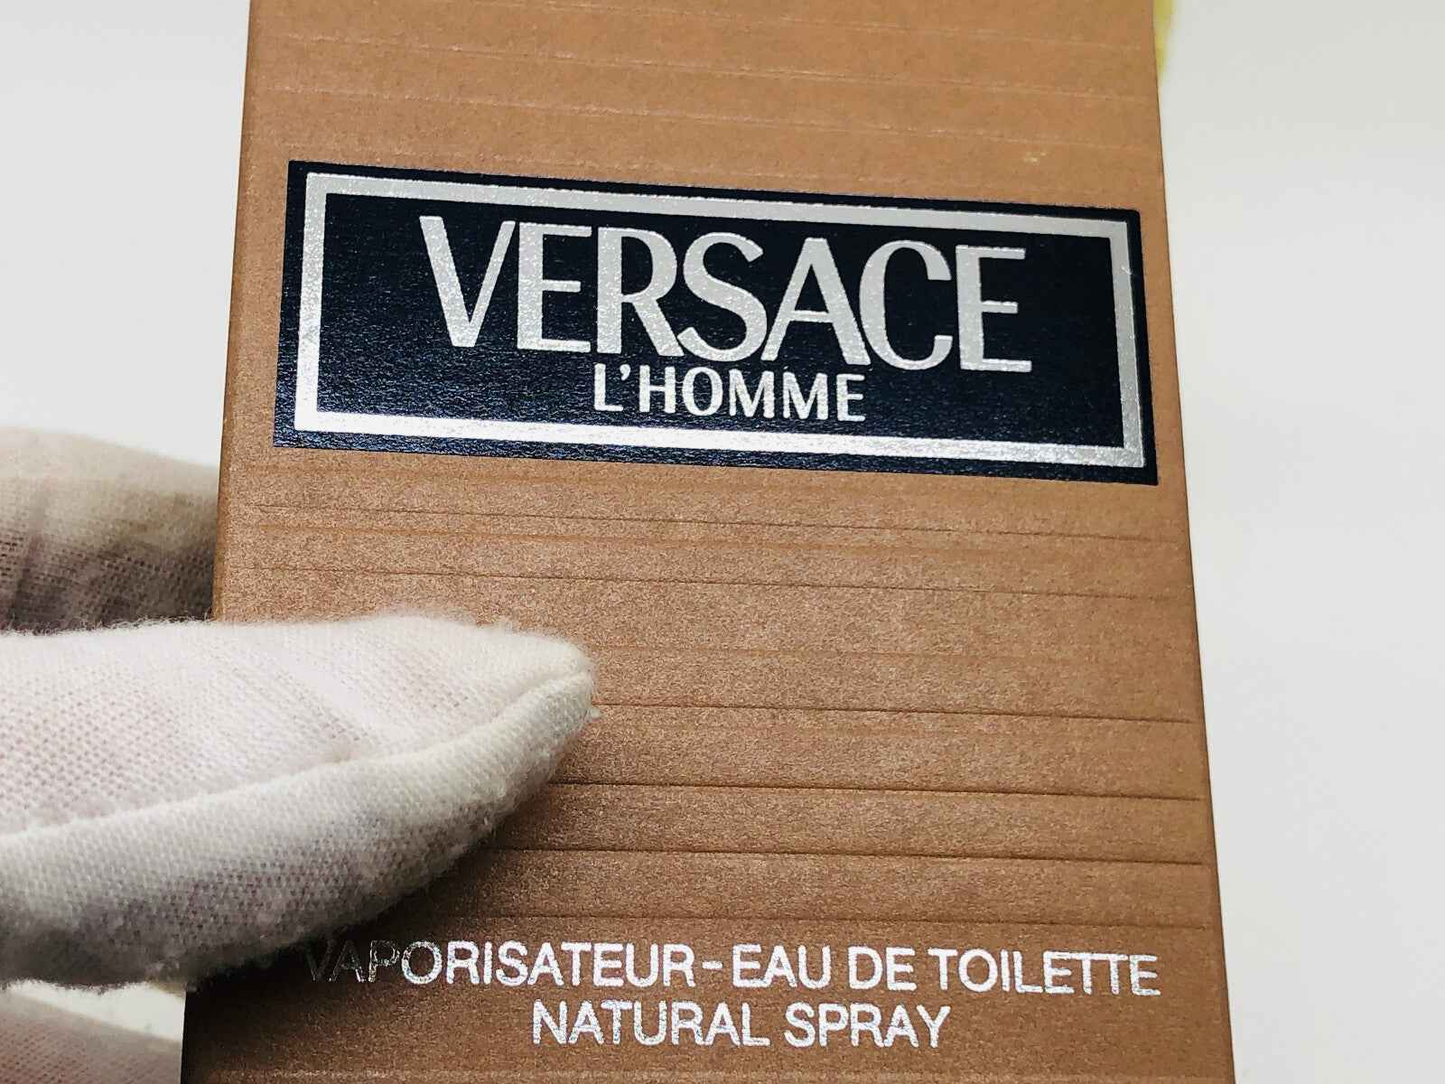 VERSACE
L'HOMME
VAPORISATEUR-EAU DE TOILETTE
NATURAL SPRAY